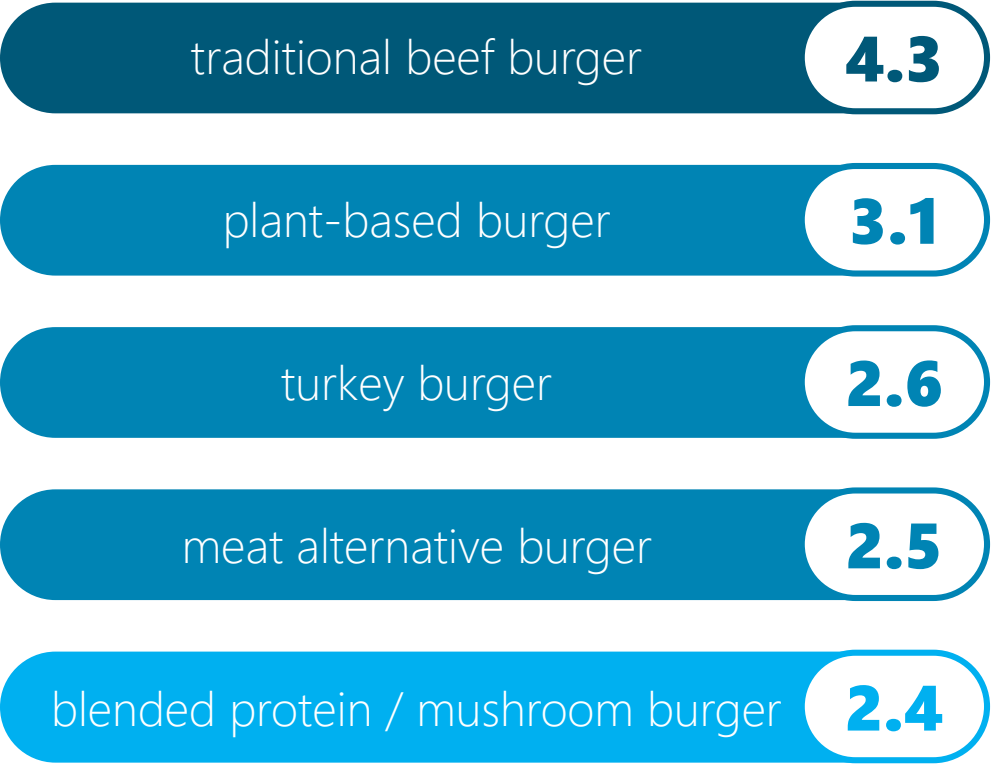 traditional beef burger 4.3
plant-based burger 3.1
turkey burger 2.6
meat alternative burger 2.5
blended protein / mushroom burger 2.4